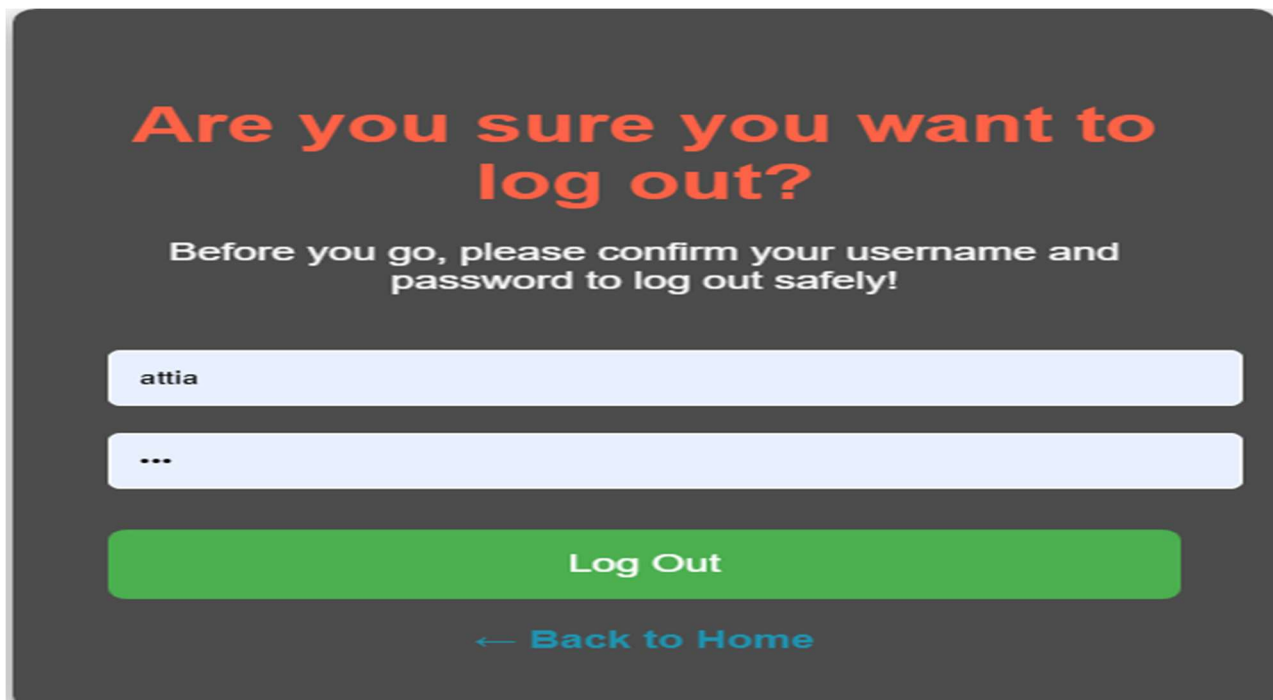 Are you sure you want to
log out?
Before you go, please confirm your username and
password to log out safely!
attia
•••
Log Out
← Back to Home